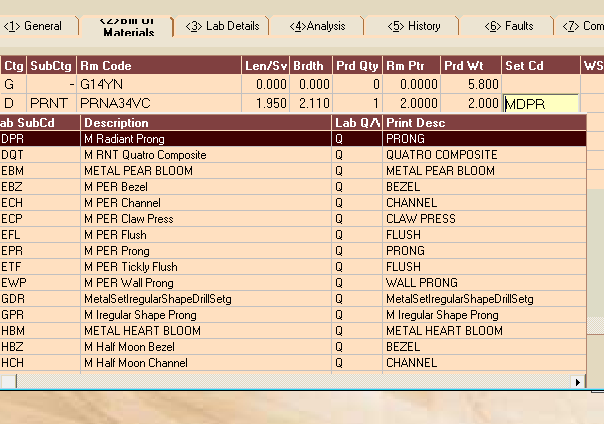 <1> General <2>Bill Of Materials <3> Lab Details <4>Analysis <5> History <6> Faults <7> Com
Ctg SubCtg Rm Code Len/Sv Brdth Prd Qty Rm Ptr Prd Wt Set Cd WS
G - G14YN 0.000 0.000 0 0.0000 5.800
D PRNT PRNA34VC 1.950 2.110 1 2.0000 2.000 MDPR
ab SubCd Description Lab Q/W Print Desc
DPR M Radiant Prong Q PRONG
DQT M RNT Quatro Composite Q QUATRO COMPOSITE
EBM METAL PEAR BLOOM Q METAL PEAR BLOOM
EBZ M PER Bezel Q BEZEL
ECH M PER Channel Q CHANNEL
ECP M PER Claw Press Q CLAW PRESS
EFL M PER Flush Q FLUSH
EPR M PER Prong Q PRONG
ETF M PER Tickly Flush Q FLUSH
EWP M PER Wall Prong Q WALL PRONG
GDR MetalSetIregularShapeDrillSetg Q MetalSetIregularShapeDrillSetg
GPR M Iregular Shape Prong Q M Iregular Shape Prong
HBM METAL HEART BLOOM Q METAL HEART BLOOM
HBZ M Half Moon Bezel Q BEZEL
HCH M Half Moon Channel Q CHANNEL